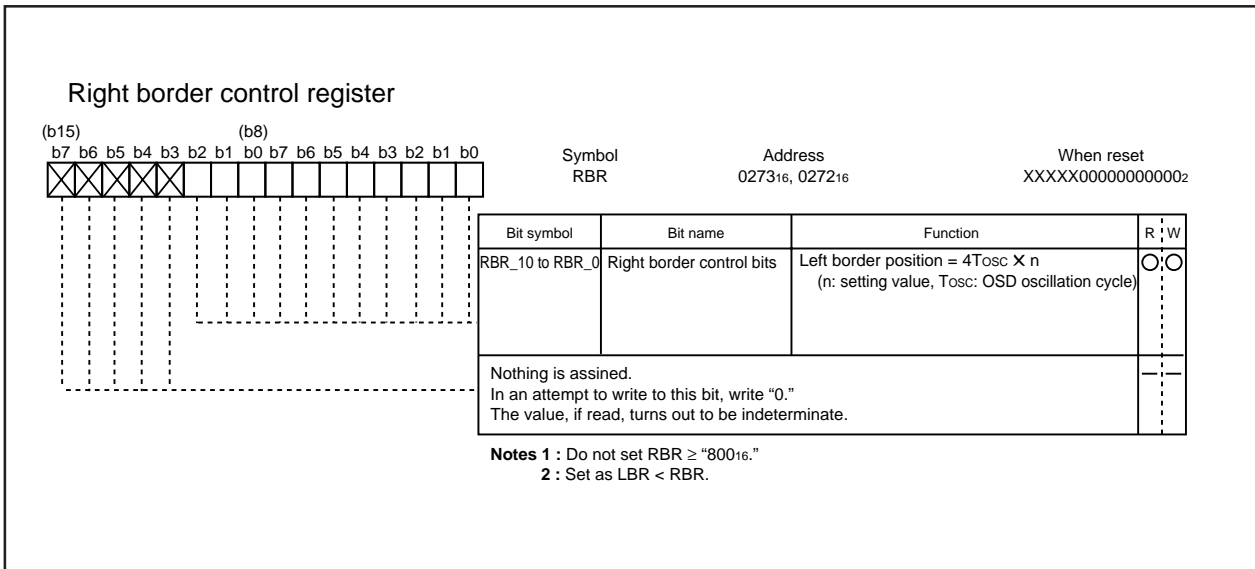 Right border control register
(b15) (b8)
b7 b6 b5 b4 b3 b2 b1 b0 b7 b6 b5 b4 b3 b2 b1 b0
Symbol Address When reset
RBR 027316, 027216 XXXXX000000000002
Bit symbol Bit name Function R W
RBR_10 to RBR_0 Right border control bits Left border position = 4TOSC X n
(n: setting value, TOSC: OSD oscillation cycle)
Nothing is assined.
In an attempt to write to this bit, write “0.”
The value, if read, turns out to be indeterminate.
Notes 1 : Do not set RBR ≥ “80016.”
2 : Set as LBR < RBR.